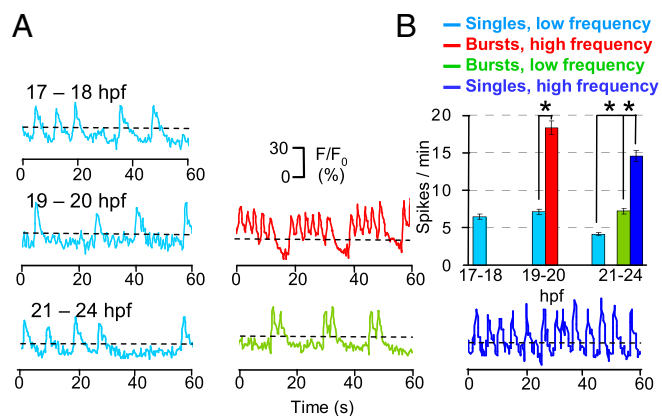 A
17 – 18 hpf
0 20 40 60
19 – 20 hpf
0 20 40 60
21 – 24 hpf
0 20 40 60
30
0
F/F0
(%)
0 20 40 60
0 20 40 60
Time (s)
B
Singles, low frequency
Bursts, high frequency
Bursts, low frequency
Singles, high frequency
* * *
Spikes / min
20
15
10
5
0
17-18 19-20 21-24
hpf
0 20 40 60